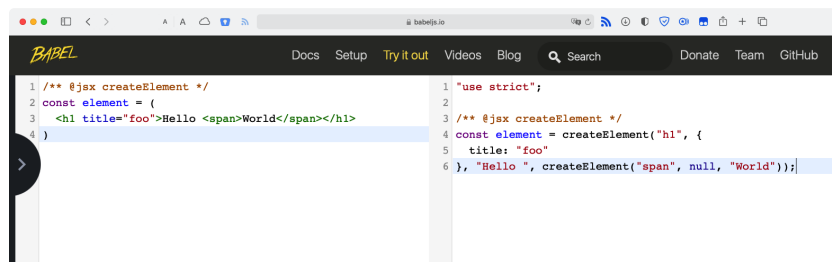 A A babeljs.io
BABEL Docs Setup Try it out Videos Blog Search Donate Team GitHub
1 /** @jsx createElement */
2 const element = (
3   <h1 title="foo">Hello <span>World</span></h1>
4 )
1 "use strict";
2
3 /** @jsx createElement */
4 const element = createElement("h1", {
5   title: "foo"
6 }, "Hello ", createElement("span", null, "World"));